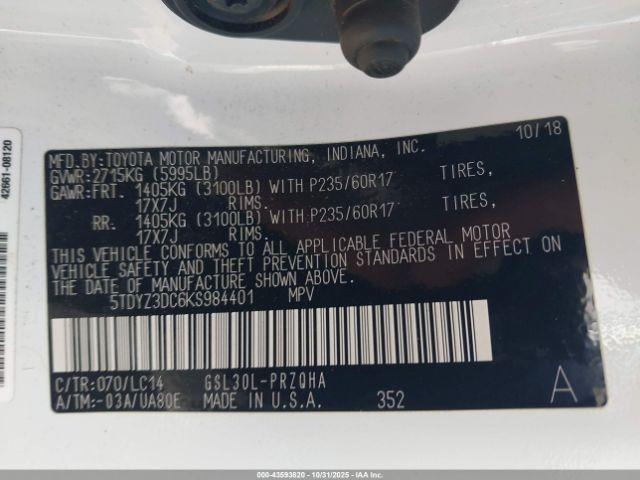 42661-08120
10/18
MFD.BY:TOYOTA MOTOR MANUFACTURING, INDIANA, INC.
GVWR:2715KG (5995LB)
GAWR:FRT. 1405KG (3100LB) WITH P235/60R17 TIRES,
17X7J RIMS.
RR. 1405KG (3100LB) WITH P235/60R17 TIRES,
17X7J RIMS.
THIS VEHICLE CONFORMS TO ALL APPLICABLE FEDERAL MOTOR
VEHICLE SAFETY AND THEFT PREVENTION STANDARDS IN EFFECT ON
THE DATE OF MANUFACTURE SHOWN ABOVE.
5TDYZ3DC6KS984401 MPV
C/TR:070/LC14 GSL30L-PRZQHA
A/TM:-03A/UA80E MADE IN U.S.A. 352 A
000-43593820 - 10/31/2025 - IAAI.COM